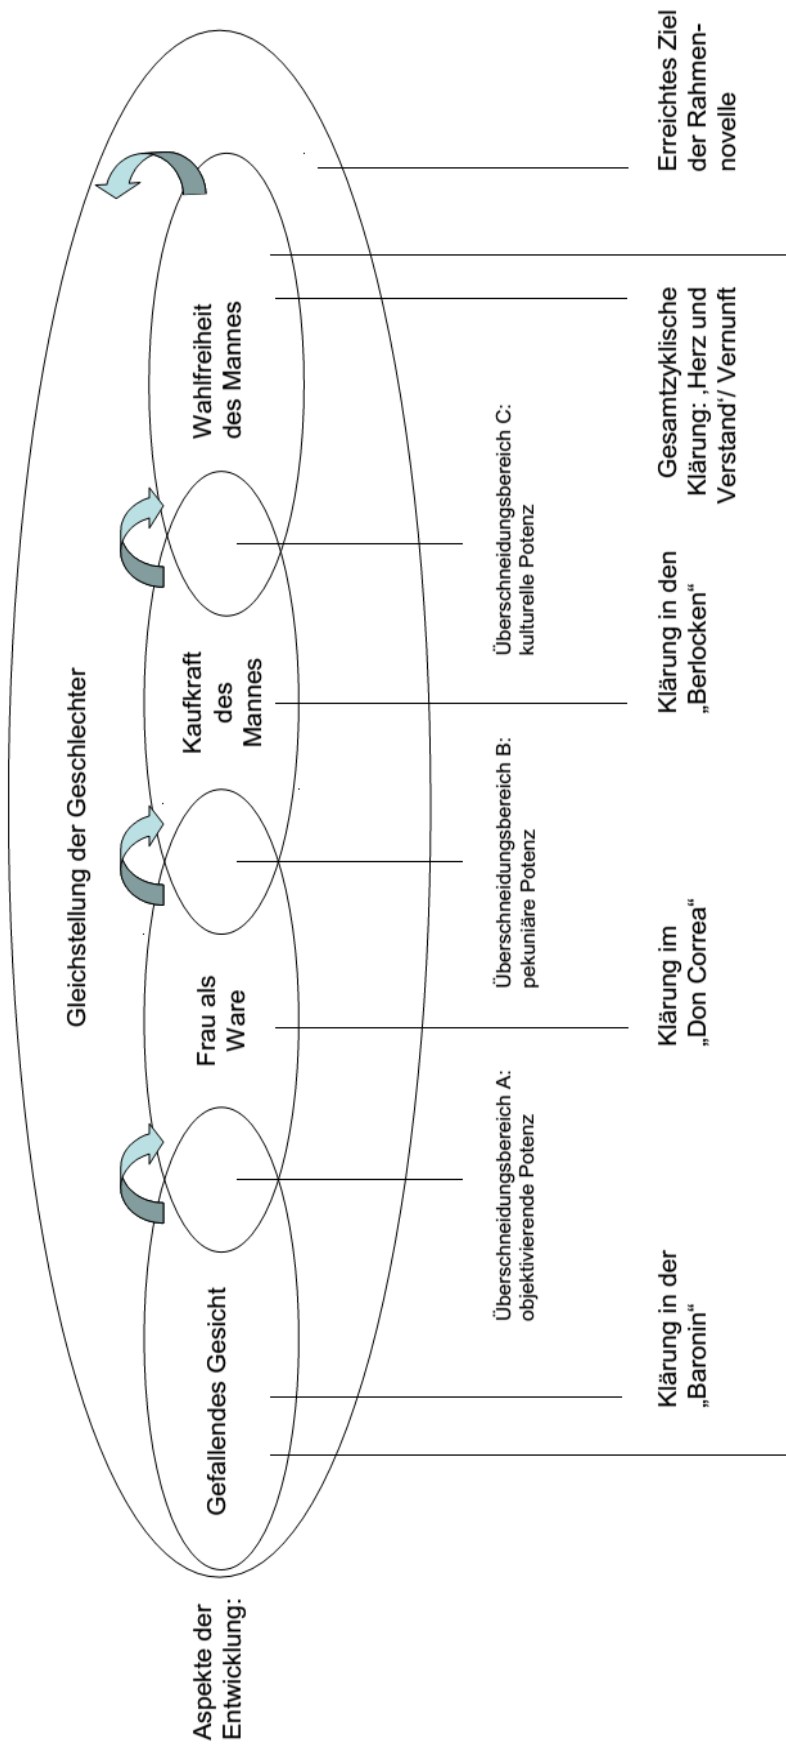 Gleichstellung der Geschlechter
Aspekte der
Entwicklung:
Gefallendes Gesicht
Frau als
Ware
Kaufkraft
des
Mannes
Wahlfreiheit
des Mannes
Überschneidungsbereich A:
objektivierende Potenz
Überschneidungsbereich B:
pekuniäre Potenz
Überschneidungsbereich C:
kulturelle Potenz
Klärung in der
„Baronin“
Klärung im
„Don Correa“
Klärung in den
„Berlocken“
Gesamtzyklische
Klärung: ‚Herz und
Verstand‘/ Vernunft
Erreichtes Ziel
der Rahmen-
novelle